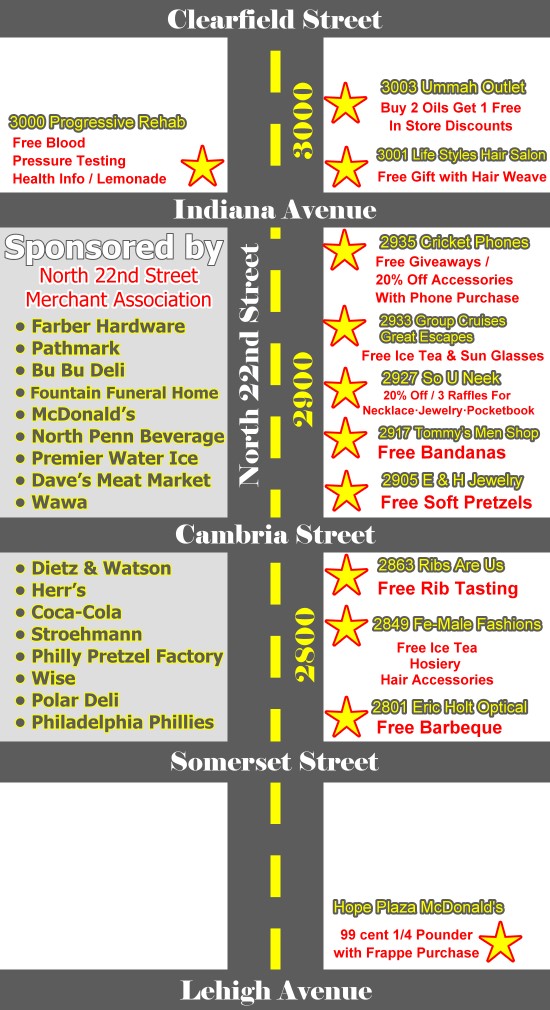 Clearfield Street
3000 Progressive Rehab
Free Blood
Pressure Testing
Health Info / Lemonade
3000
3003 Ummah Outlet
Buy 2 Oils Get 1 Free
In Store Discounts
3001 Life Styles Hair Salon
Free Gift with Hair Weave
Indiana Avenue
Sponsored by
North 22nd Street
Merchant Association
• Farber Hardware
• Pathmark
• Bu Bu Deli
• Fountain Funeral Home
• McDonald's
• North Penn Beverage
• Premier Water Ice
• Dave's Meat Market
• Wawa
North 22nd Street
2900
2935 Cricket Phones
Free Giveaways /
20% Off Accessories
With Phone Purchase
2933 Group Cruises
Great Escapes
Free Ice Tea & Sun Glasses
2927 So U Neek
20% Off / 3 Raffles For
Necklace·Jewelry·Pocketbook
2917 Tommy's Men Shop
Free Bandanas
2905 E & H Jewelry
Free Soft Pretzels
Cambria Street
• Dietz & Watson
• Herr's
• Coca-Cola
• Stroehmann
• Philly Pretzel Factory
• Wise
• Polar Deli
• Philadelphia Phillies
2800
2863 Ribs Are Us
Free Rib Tasting
2849 Fe-Male Fashions
Free Ice Tea
Hosiery
Hair Accessories
2801 Eric Holt Optical
Free Barbeque
Somerset Street
Hope Plaza McDonald's
99 cent 1/4 Pounder
with Frappe Purchase
Lehigh Avenue